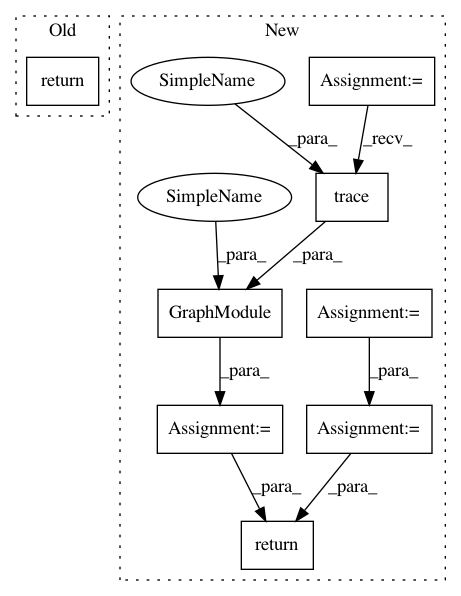 Old
New
return
SimpleName
Assignment:=
_para_
_recv_
SimpleName
trace
_para_
_para_
GraphModule
Assignment:=
_para_
_para_
Assignment:=
Assignment:=
_para_
_para_
return